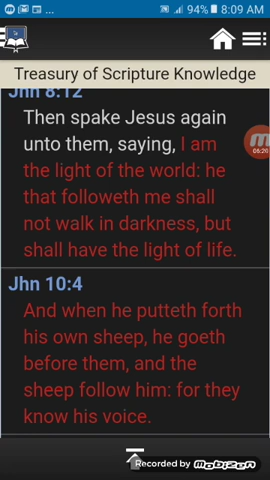 94% 8:09 AM
Treasury of Scripture Knowledge
Jhn 8:12
Then spake Jesus again
unto them, saying, I am
the light of the world: he
that followeth me shall
not walk in darkness, but
shall have the light of life.
05:20
Jhn 10:4
And when he putteth forth
his own sheep, he goeth
before them, and the
sheep follow him: for they
know his voice.
Recorded by mobizen